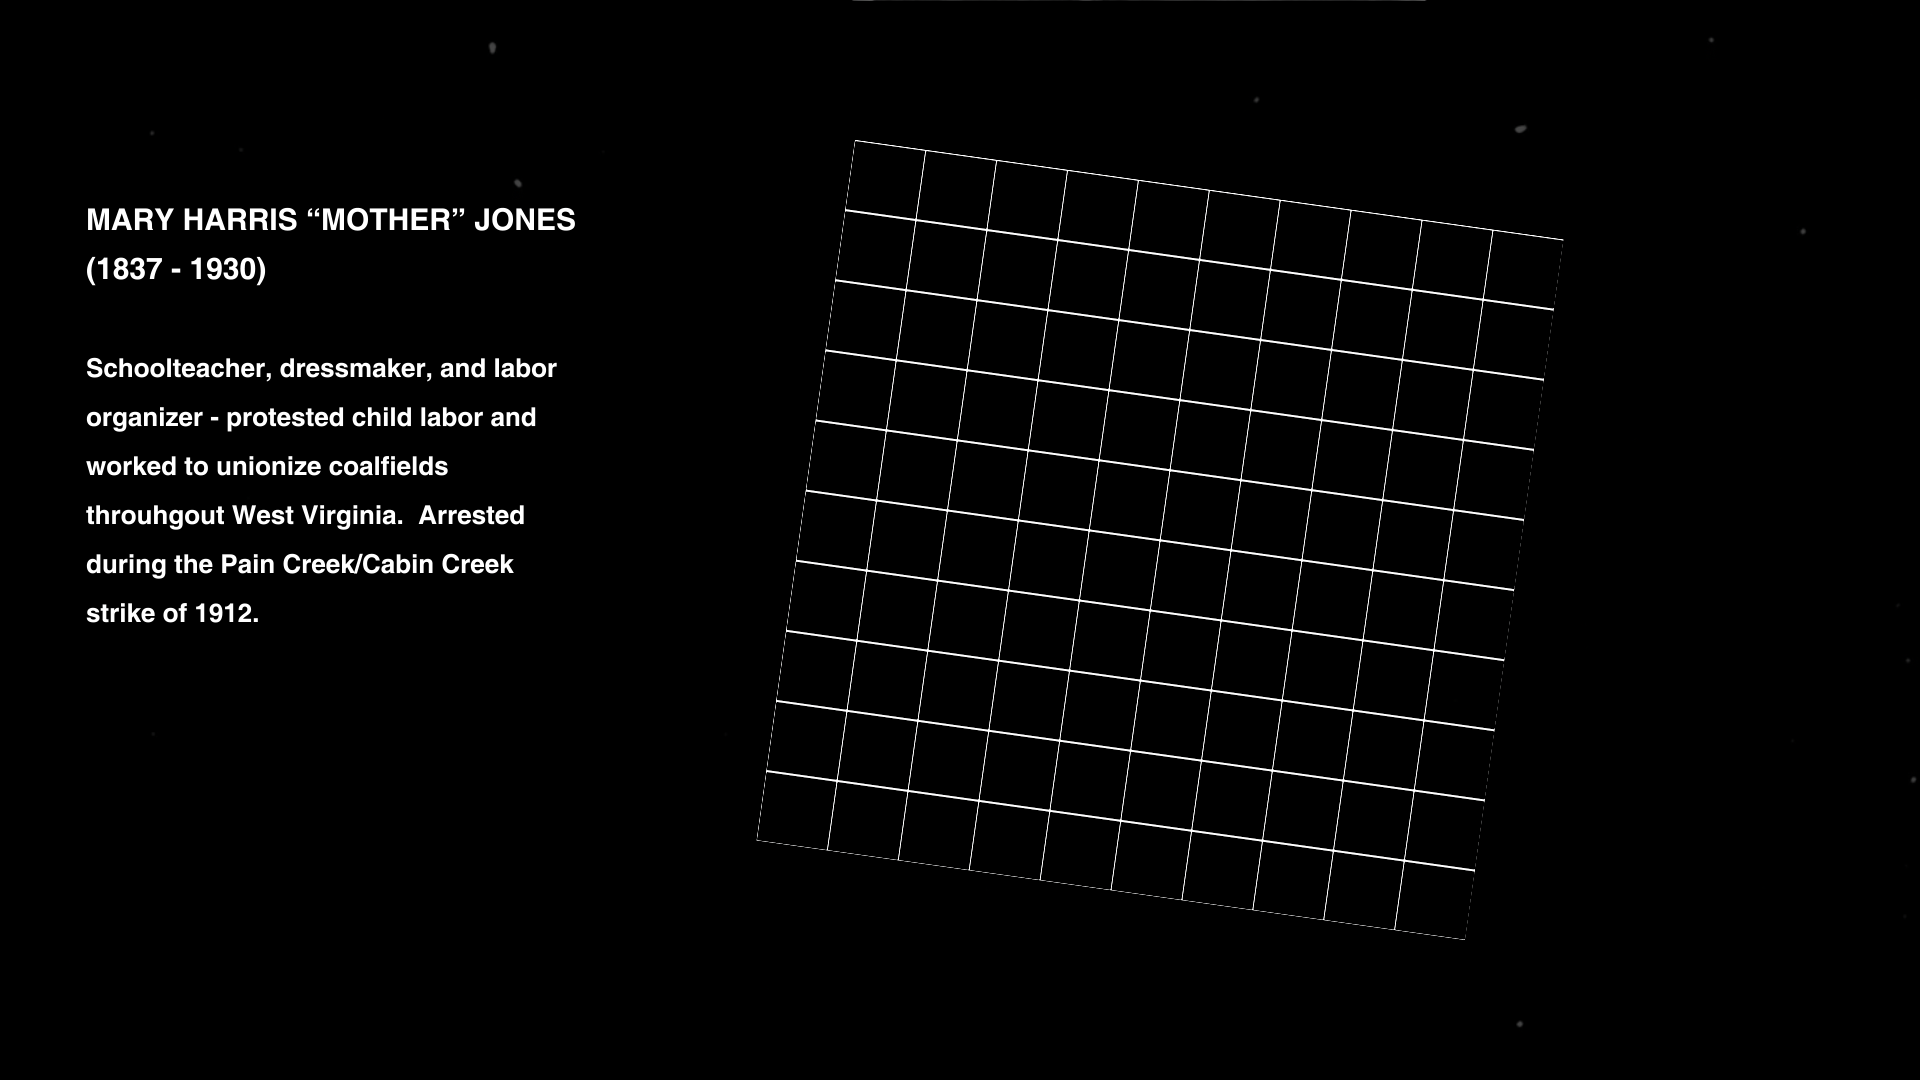 MARY HARRIS “MOTHER” JONES
(1837 - 1930)
Schoolteacher, dressmaker, and labor
organizer - protested child labor and
worked to unionize coalfields
throuhgout West Virginia.  Arrested
during the Pain Creek/Cabin Creek
strike of 1912.